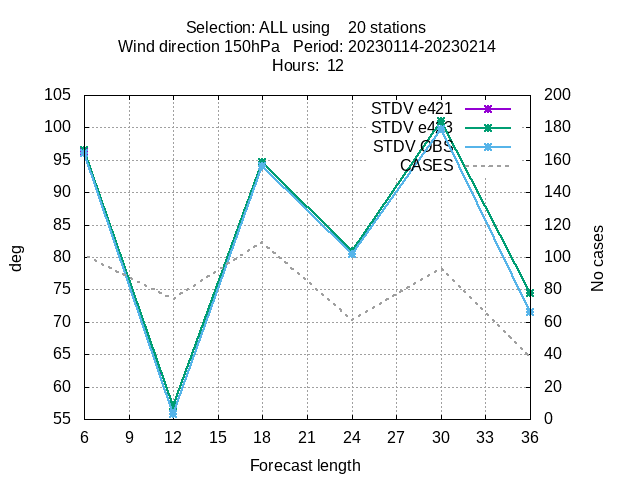 Selection: ALL using 20 stations
Wind direction 150hPa Period: 20230114-20230214
Hours: 12
105
100
95
90
85
80
75
70
65
60
55
200
180
160
140
120
100
80
60
40
20
0
STDV e421
STDV
STDV OBS
CASES
deg
No cases
6 9 12 15 18 21 24 27 30 33 36
Forecast length